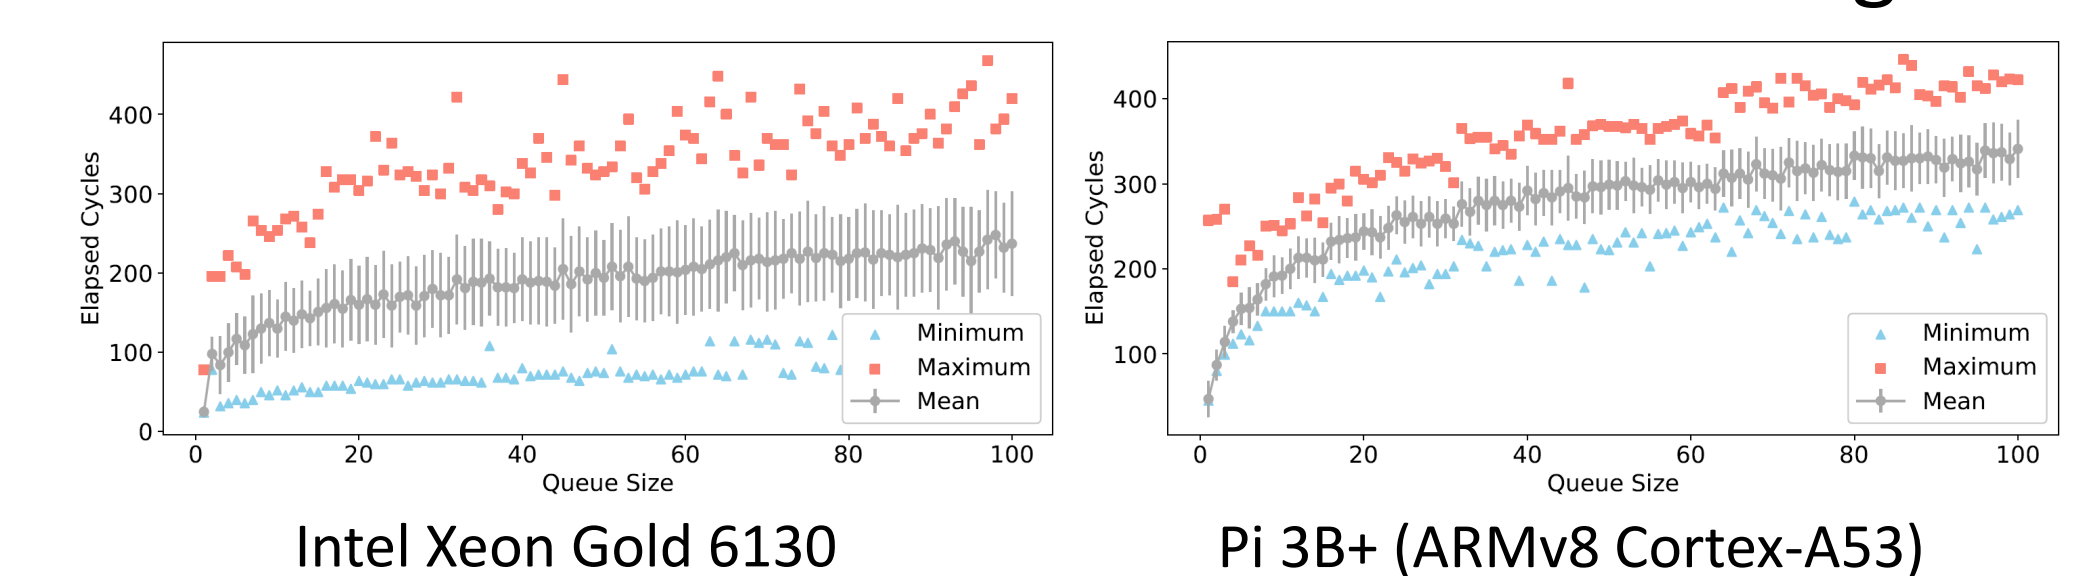 g
Elapsed Cycles
400
300
200
100
0
0 20 40 60 80 100
Queue Size
Minimum
Maximum
Mean
Intel Xeon Gold 6130
Elapsed Cycles
400
300
200
100
0 20 40 60 80 100
Queue Size
Minimum
Maximum
Mean
Pi 3B+ (ARMv8 Cortex-A53)